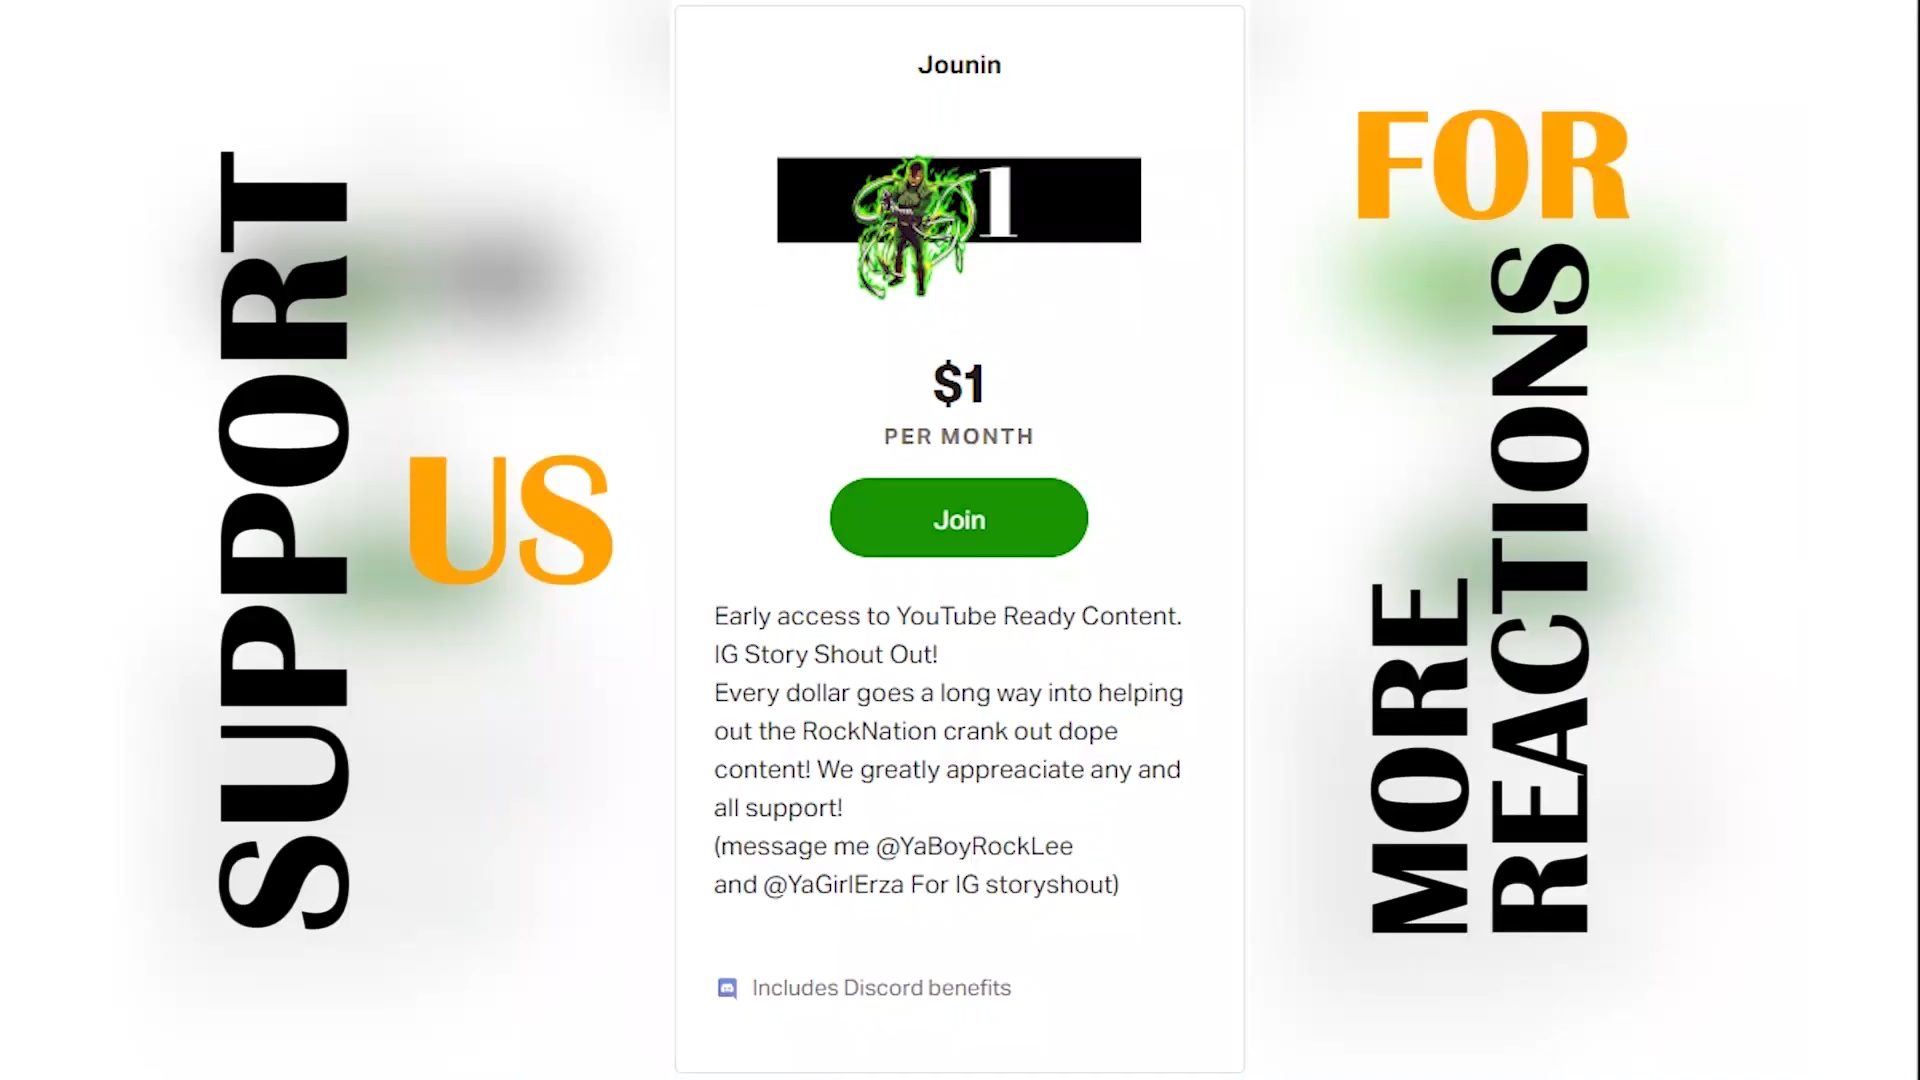 SUPPORT
US
Jounin
1
$1
PER MONTH
Join
Early access to YouTube Ready Content.
IG Story Shout Out!
Every dollar goes a long way into helping
out the RockNation crank out dope
content! We greatly appreaciate any and
all support!
(message me @YaBoyRockLee
and @YaGirlErza For IG storyshout)
Includes Discord benefits
FOR
MORE
REACTIONS